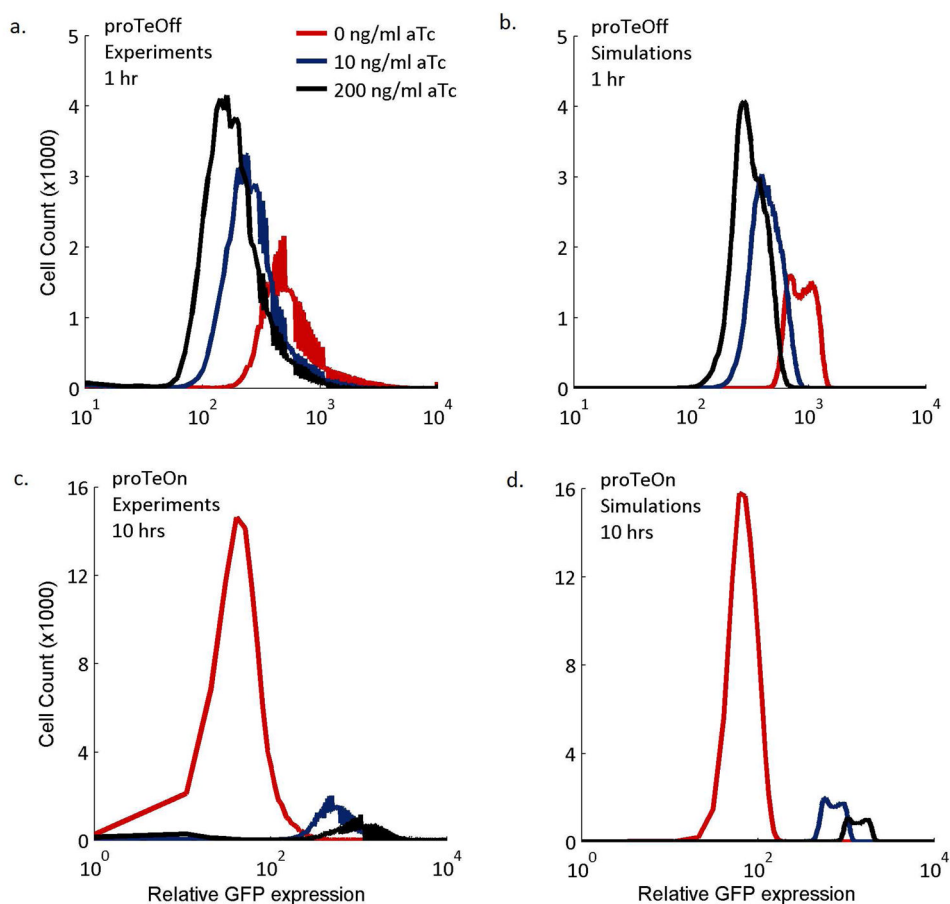 a.
proTeOff
Experiments
1 hr
0 ng/ml aTc
10 ng/ml aTc
200 ng/ml aTc
Cell Count (x1000)
5
4
3
2
1
0
10^1
10^2
10^3
10^4
b.
proTeOff
Simulations
1 hr
5
4
3
2
1
0
10^1
10^2
10^3
10^4
c.
proTeOn
Experiments
10 hrs
Cell Count (x1000)
16
12
8
4
0
10^0
10^2
10^4
Relative GFP expression
d.
proTeOn
Simulations
10 hrs
16
12
8
4
0
10^0
10^2
10^4
Relative GFP expression